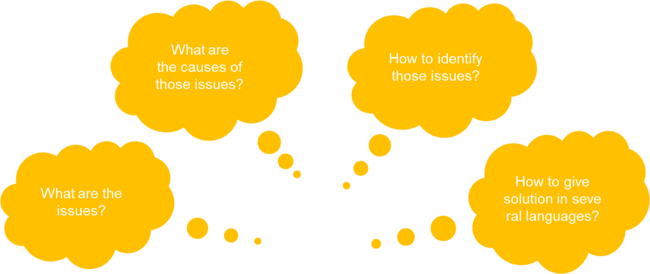 What are
the causes of
those issues?
How to identify
those issues?
What are the
issues?
How to give
solution in seve
ral languages?